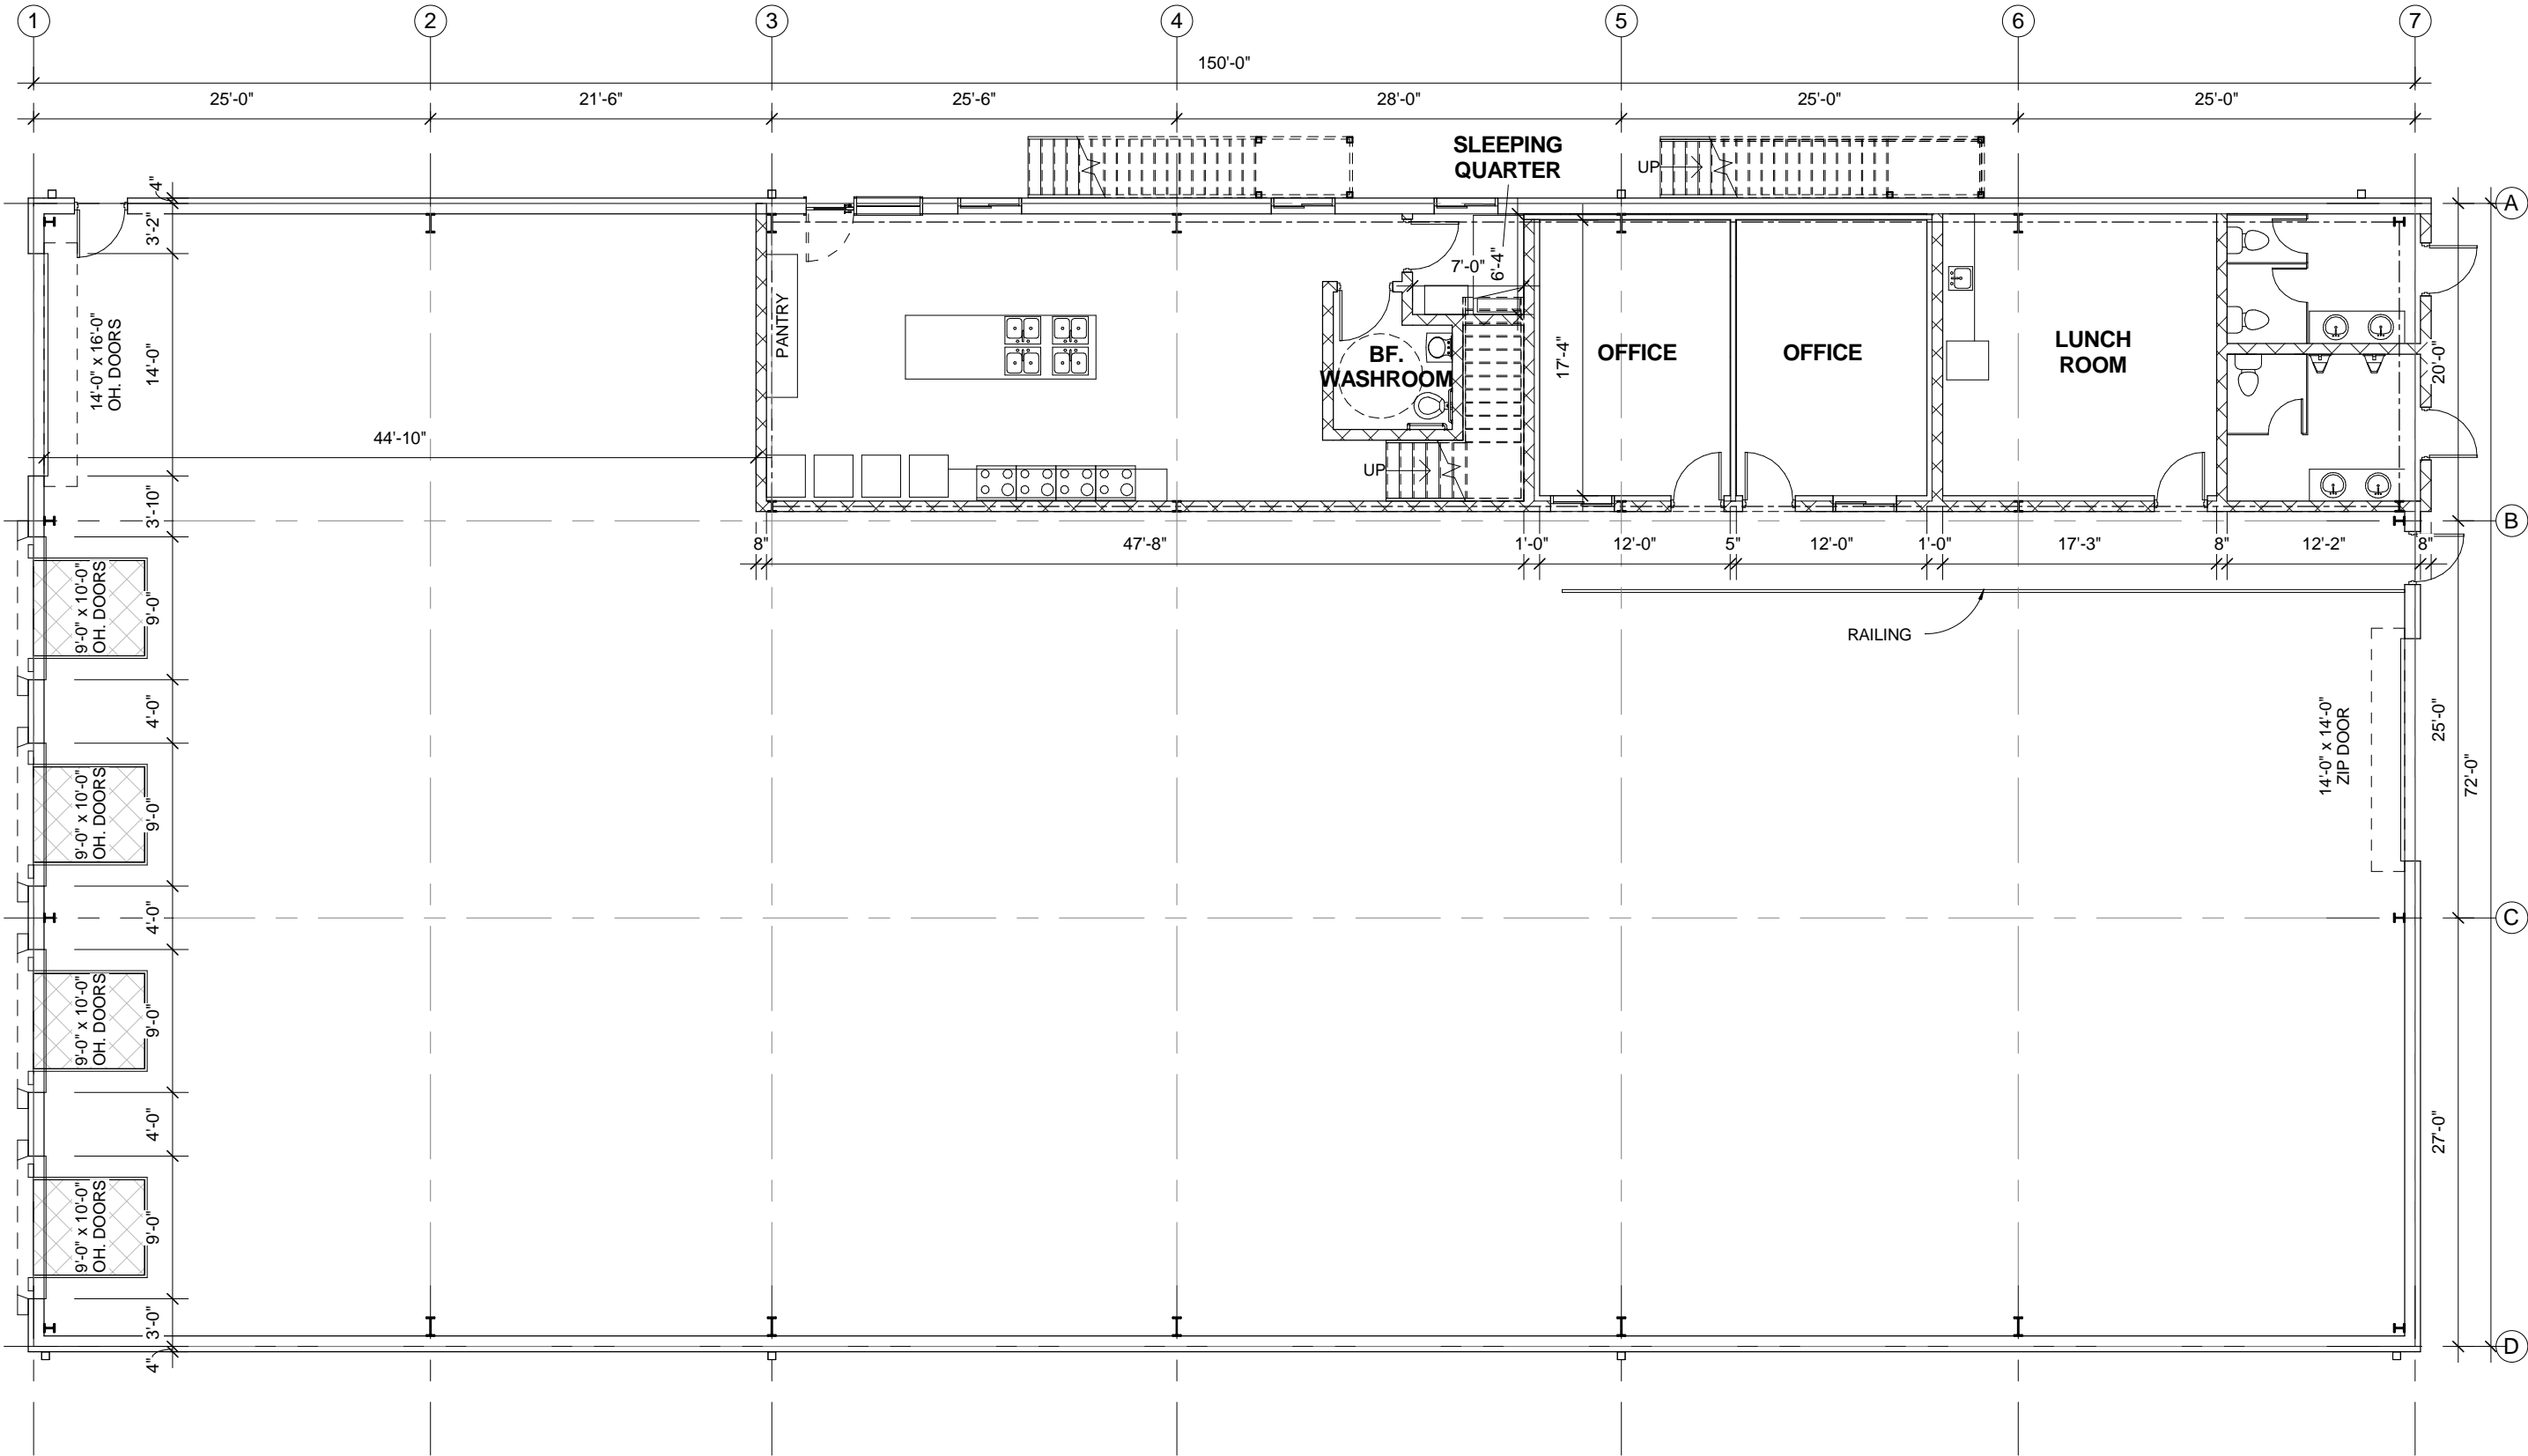 1
2
3
4
5
6
7
150'-0"
25'-0"
21'-6"
25'-6"
28'-0"
25'-0"
25'-0"
SLEEPING
QUARTER
UP
4"
3'-2"
A
7'-0"
6'-4"
PANTRY
14'-0" x 16'-0"
OH. DOORS
14'-0"
BF.
WASHROOM
17'-4"
OFFICE
OFFICE
LUNCH
ROOM
20'-0"
44'-10"
UP
3'-10"
B
8"
47'-8"
1'-0"
12'-0"
5"
12'-0"
1'-0"
17'-3"
8"
12'-2"
8"
9'-0" x 10'-0"
OH. DOORS
9'-0"
RAILING
4'-0"
14'-0" x 14'-0"
ZIP DOOR
25'-0"
72'-0"
9'-0" x 10'-0"
OH. DOORS
9'-0"
4'-0"
C
9'-0" x 10'-0"
OH. DOORS
9'-0"
4'-0"
27'-0"
9'-0" x 10'-0"
OH. DOORS
9'-0"
3'-0"
4"
D